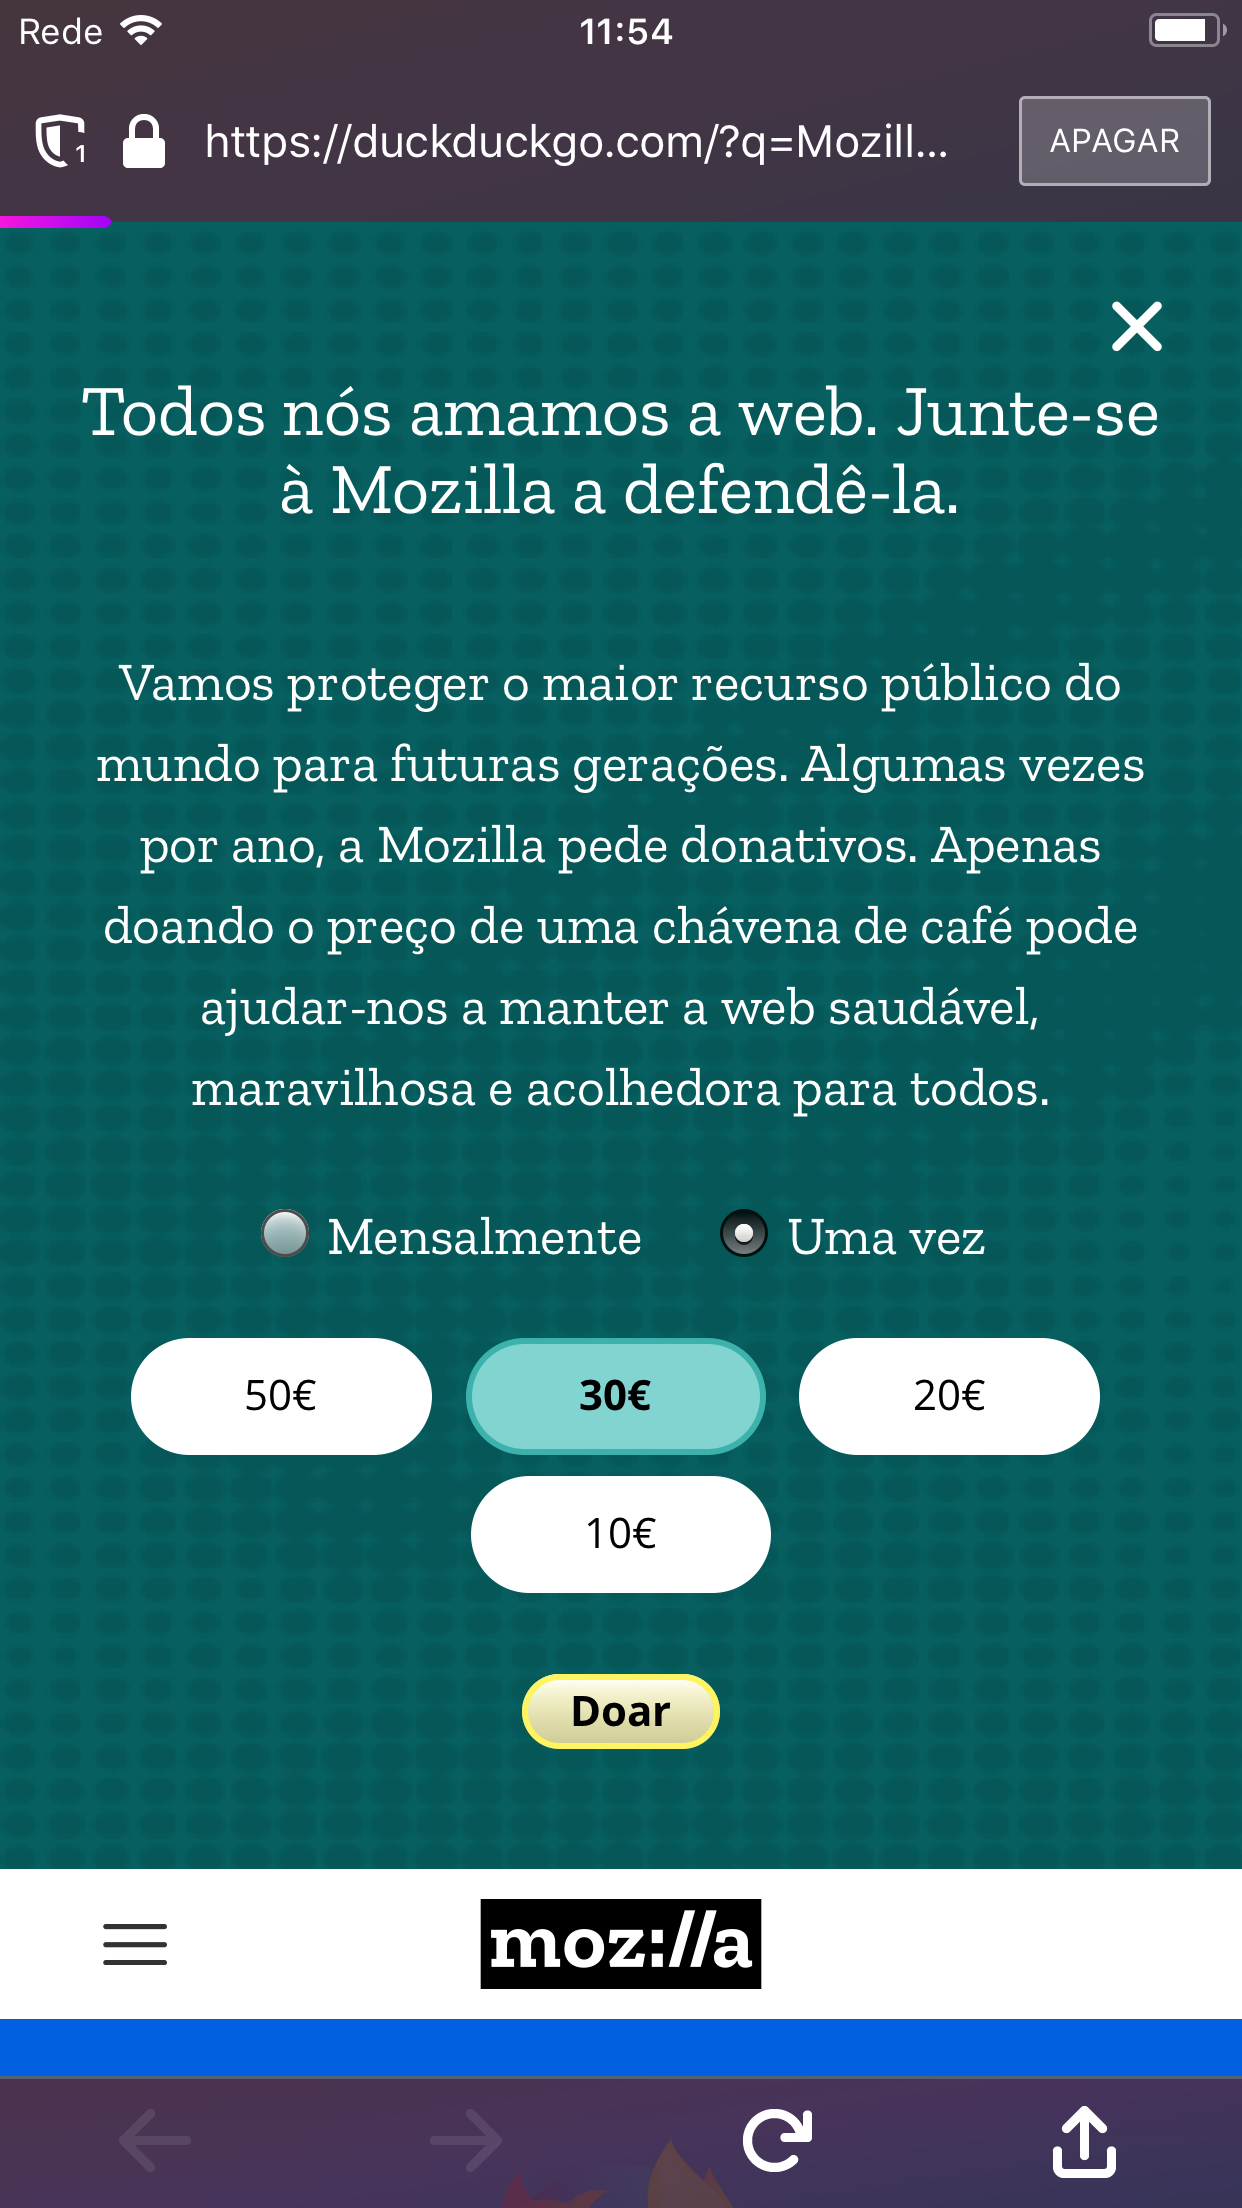 Rede 11:54
1 https://duckduckgo.com/?q=Mozill... APAGAR
Todos nós amamos a web. Junte-se
à Mozilla a defendê-la.
Vamos proteger o maior recurso público do
mundo para futuras gerações. Algumas vezes
por ano, a Mozilla pede donativos. Apenas
doando o preço de uma chávena de café pode
ajudar-nos a manter a web saudável,
maravilhosa e acolhedora para todos.
Mensalmente Uma vez
50€ 30€ 20€
10€
Doar
moz://a